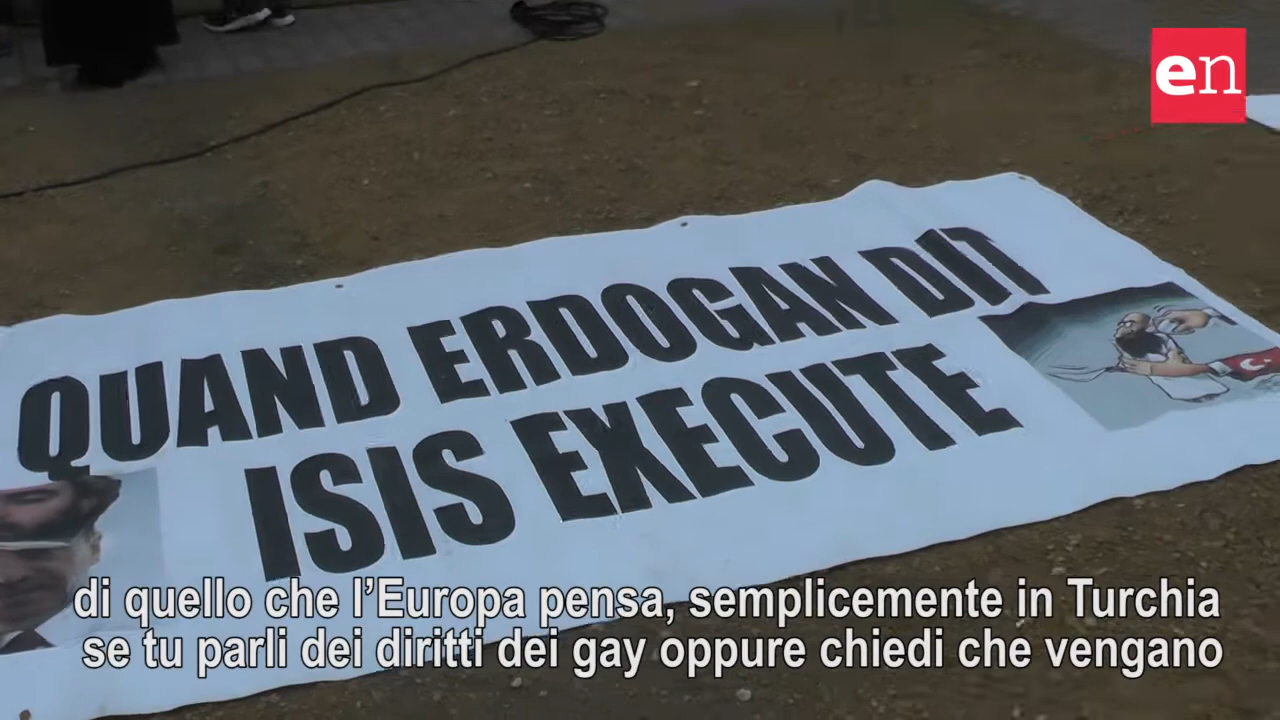 en
QUAND ERDOGAN DIT
ISIS EXECUTE
di quello che l’Europa pensa, semplicemente in Turchia
se tu parli dei diritti dei gay oppure chiedi che vengano